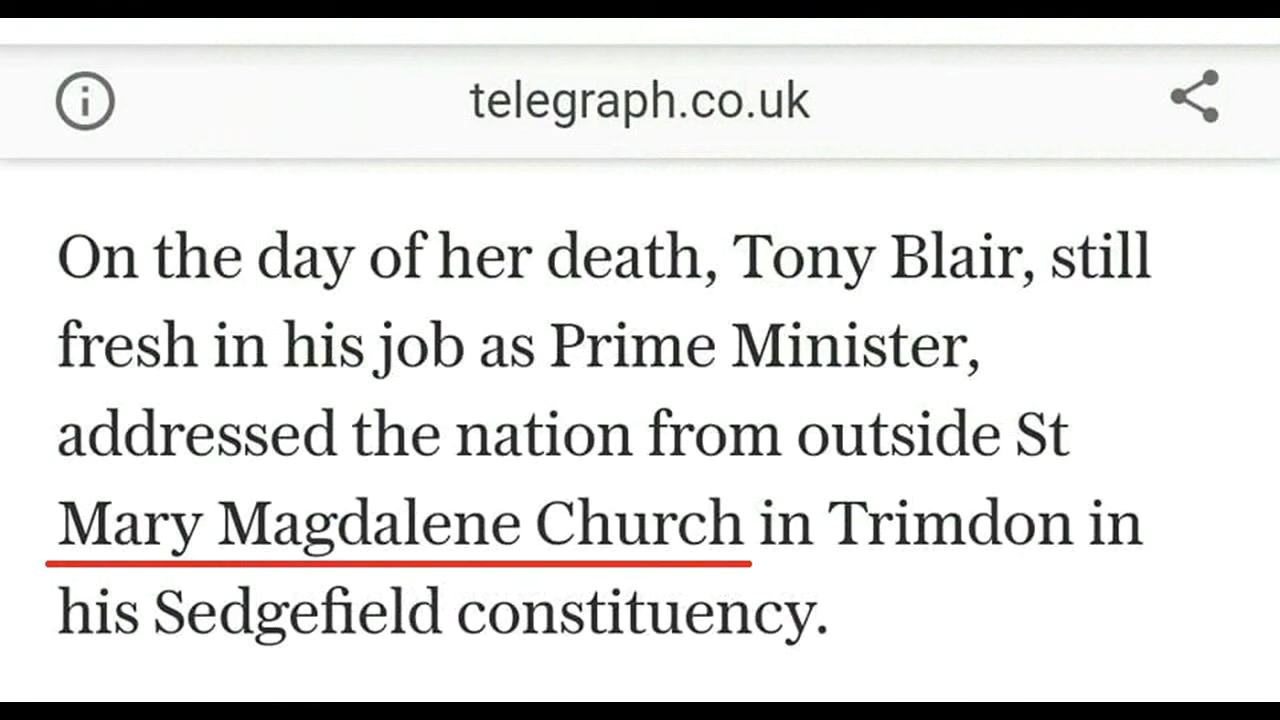 telegraph.co.uk
On the day of her death, Tony Blair, still
fresh in his job as Prime Minister,
addressed the nation from outside St
Mary Magdalene Church in Trimdon in
his Sedgefield constituency.